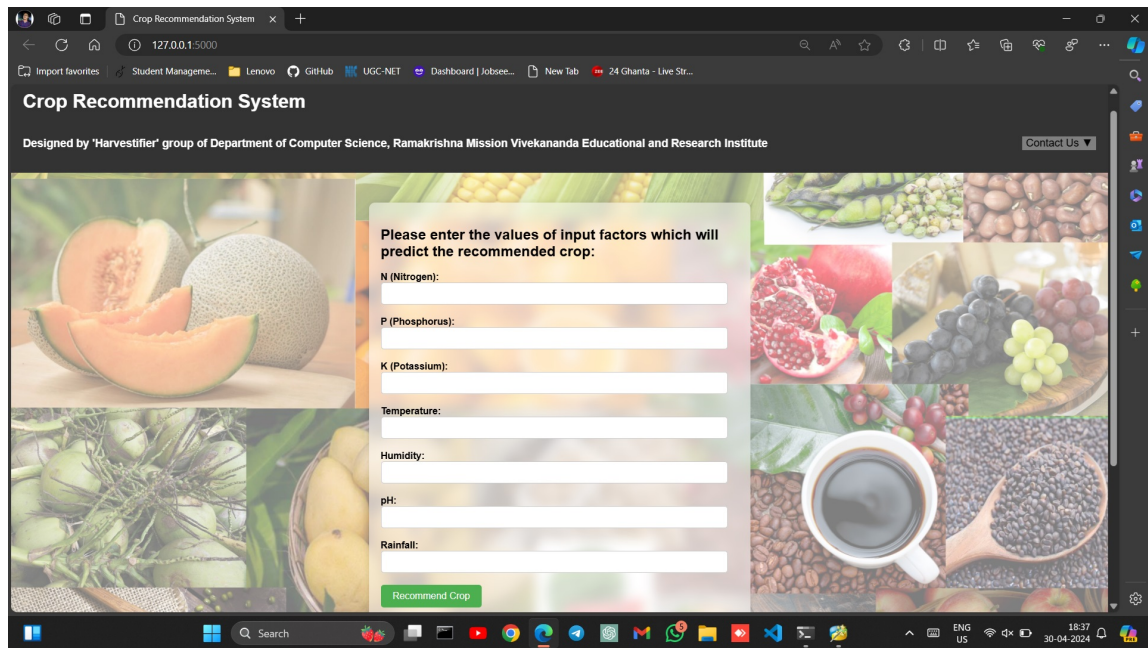 Crop Recommendation System
127.0.0.1:5000
Import favorites
Student Manageme...
Lenovo
GitHub
UGC-NET
Dashboard | Jobsee...
New Tab
24 Ghanta - Live Str...
Crop Recommendation System
Designed by 'Harvestifier' group of Department of Computer Science, Ramakrishna Mission Vivekananda Educational and Research Institute
Contact Us ▼
Please enter the values of input factors which will
predict the recommended crop:
N (Nitrogen):
P (Phosphorus):
K (Potassium):
Temperature:
Humidity:
pH:
Rainfall:
Recommend Crop
Search
5
ENG
US
18:37
30-04-2024